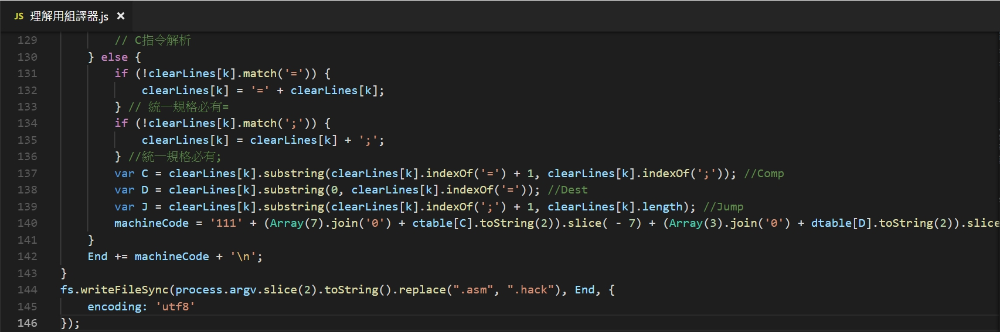 JS 理解用組譯器.js ×
129 // C指令解析
130 } else {
131 if (!clearLines[k].match('=')) {
132 clearLines[k] = '=' + clearLines[k];
133 } // 統一規格必有=
134 if (!clearLines[k].match(';')) {
135 clearLines[k] = clearLines[k] + ';';
136 } //統一規格必有;
137 var C = clearLines[k].substring(clearLines[k].indexOf('=') + 1, clearLines[k].indexOf(';')); //Comp
138 var D = clearLines[k].substring(0, clearLines[k].indexOf('=')); //Dest
139 var J = clearLines[k].substring(clearLines[k].indexOf(';') + 1, clearLines[k].length); //Jump
140 machineCode = '111' + (Array(7).join('0') + ctable[C].toString(2)).slice( - 7) + (Array(3).join('0') + dtable[D].toString(2)).slice
141 }
142 End += machineCode + '\n';
143 }
144 fs.writeFileSync(process.argv.slice(2).toString().replace(".asm", ".hack"), End, {
145 encoding: 'utf8'
146 });